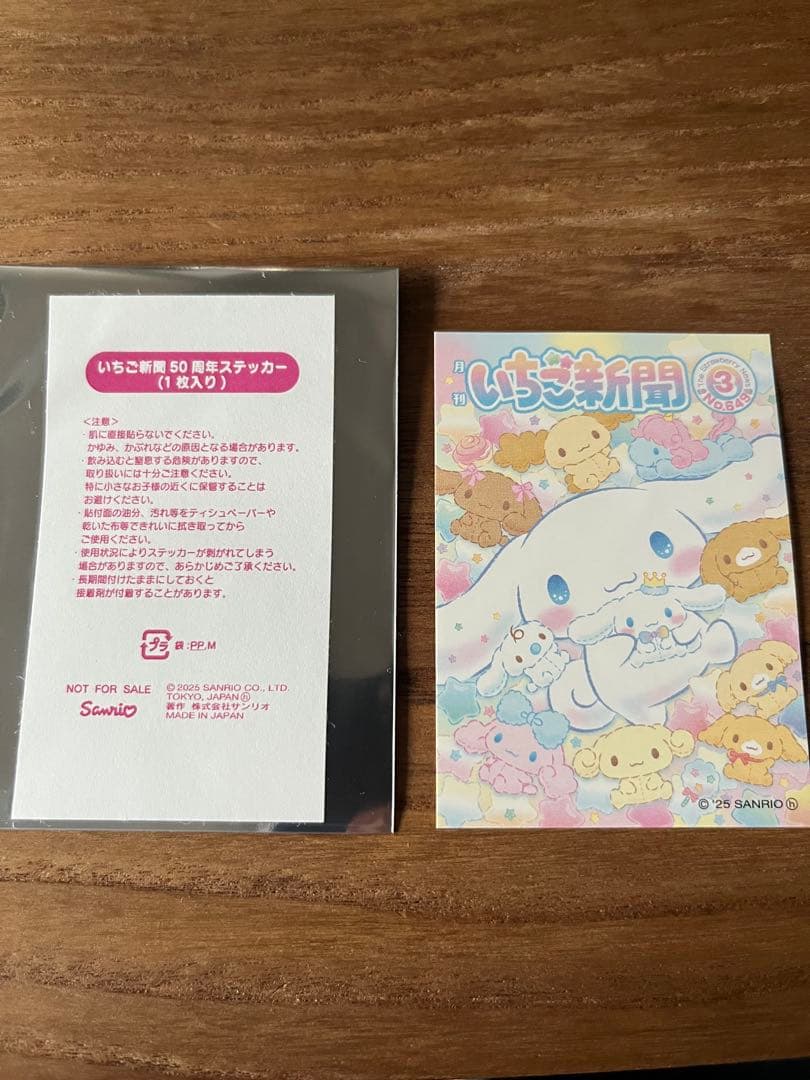 いちご新聞50周年ステッカー
(1枚入り)
<注意>
・肌に直接貼らないでください。
かゆみ、かぶれなどの原因となる場合があります。
・飲み込むと窒息する危険がありますので、
取り扱いには十分ご注意ください。
特に小さなお子様の近くに保管することは
お避けください。
・貼付面の油分、汚れ等をティシュペーパーや
乾いた布等できれいに拭き取ってから
ご使用ください。
・使用状況によりステッカーが剥がれてしまう
場合がありますので、あらかじめご了承ください。
・長期間付けたままにしておくと
接着剤が付着することがあります。
プラ 袋:PP,M
NOT FOR SALE
Sanrio
© 2025 SANRIO CO., LTD.
TOKYO, JAPAN ⓗ
著作 株式会社サンリオ
MADE IN JAPAN
月刊
いちご新聞
The Strawberry News
3
No.649
© '25 SANRIO ⓗ